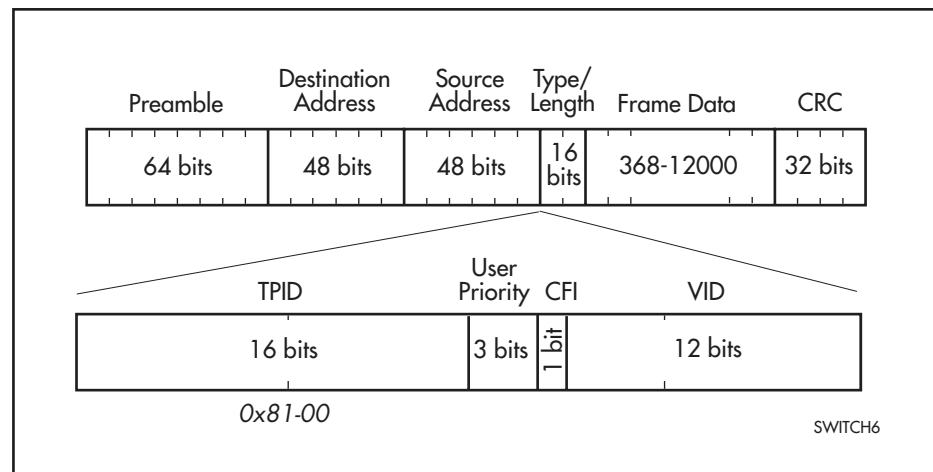 Preamble
Destination
Address
Source
Address
Type/
Length
Frame Data
CRC
64 bits
48 bits
48 bits
16
bits
368-12000
32 bits
TPID
User
Priority
CFI
VID
16 bits
3 bits
1 bit
12 bits
0x81-00
SWITCH6